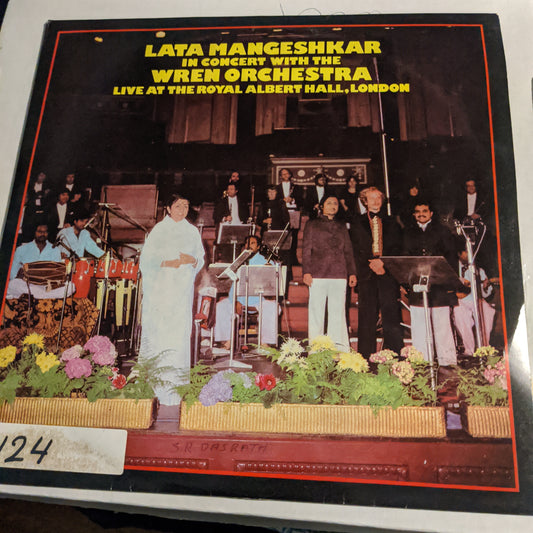 LATA MANGESHKAR
IN CONCERT WITH THE
WREN ORCHESTRA
LIVE AT THE ROYAL ALBERT HALL, LONDON
S R DASRATH
124